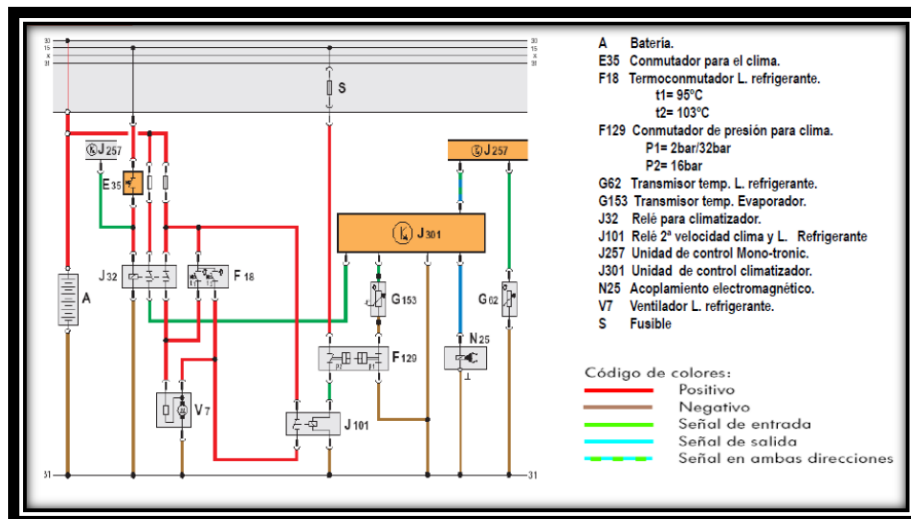 30
15
x
31
30
15
x
31
S
J257
J257
E35
J301
J32
F18
A
G153
G62
N25
F129
V7
J101
31
31
A Batería.
E35 Conmutador para el clima.
F18 Termoconmutador L. refrigerante.
t1= 95ºC
t2= 103ºC
F129 Conmutador de presión para clima.
P1= 2bar/32bar
P2= 16bar
G62 Transmisor temp. L. refrigerante.
G153 Transmisor temp. Evaporador.
J32 Relé para climatizador.
J101 Relé 2ª velocidad clima y L. Refrigerante
J257 Unidad de control Mono-tronic.
J301 Unidad de control climatizador.
N25 Acoplamiento electromagnético.
V7 Ventilador L. refrigerante.
S Fusible
Código de colores:
Positivo
Negativo
Señal de entrada
Señal de salida
Señal en ambas direcciones